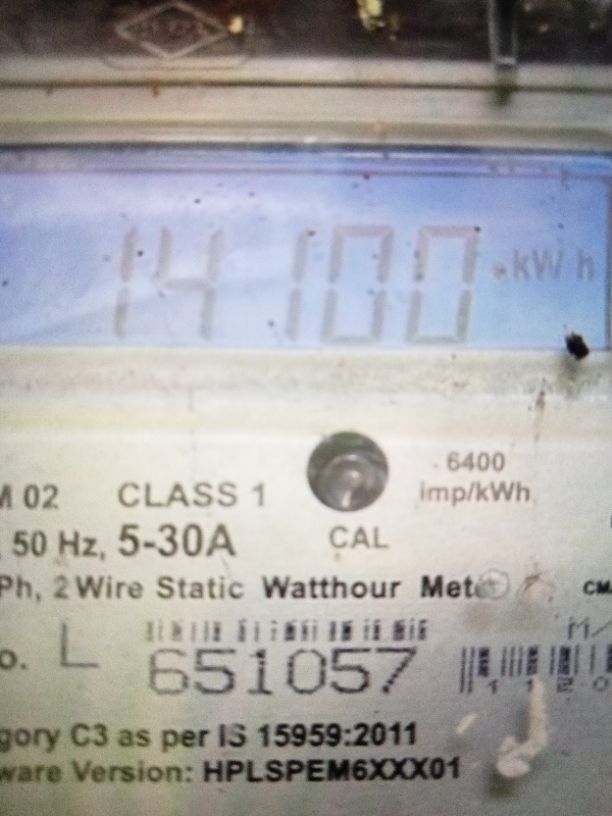 14100 kWh
M 02 CLASS 1
6400
imp/kWh
50 Hz, 5-30A CAL
Ph, 2 Wire Static Watthour
o. L 651057
gory C3 as per IS 15959:2011
ware Version: HPLSPEM6XXX01